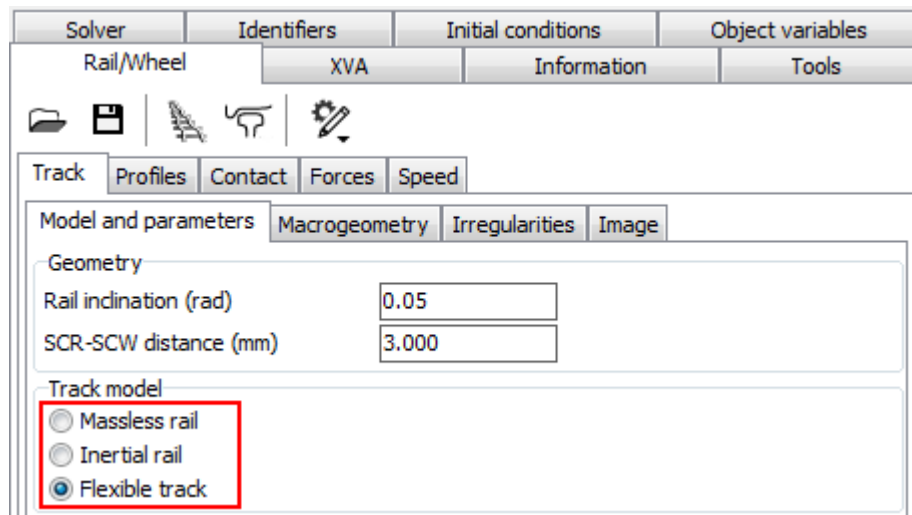 Solver Identifiers Initial conditions Object variables
Rail/Wheel XVA Information Tools
Track Profiles Contact Forces Speed
Model and parameters Macrogeometry Irregularities Image
Geometry
Rail inclination (rad) 0.05
SCR-SCW distance (mm) 3.000
Track model
Massless rail
Inertial rail
Flexible track